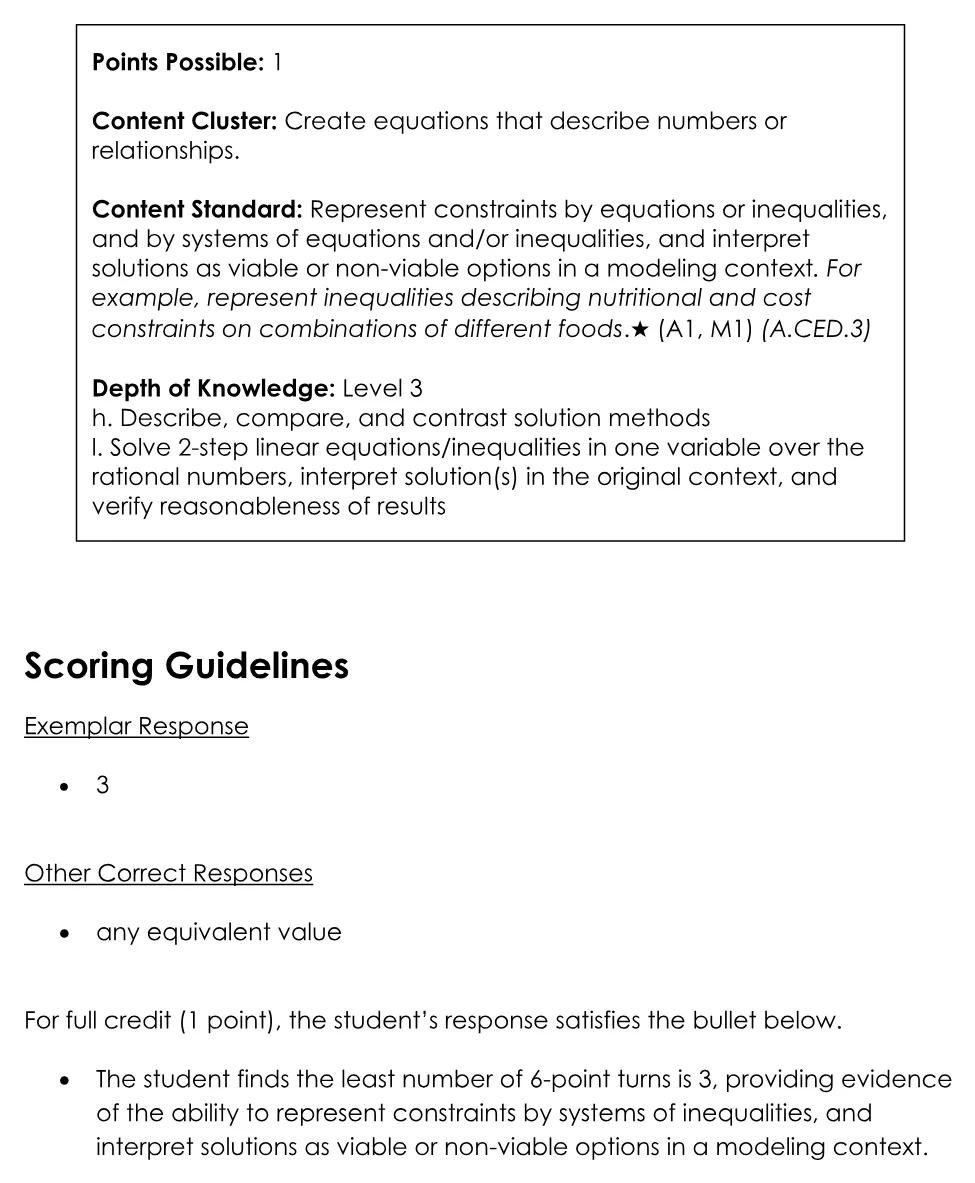 Points Possible: 1
Content Cluster: Create equations that describe numbers or
relationships.
Content Standard: Represent constraints by equations or inequalities,
and by systems of equations and/or inequalities, and interpret
solutions as viable or non-viable options in a modeling context. For
example, represent inequalities describing nutritional and cost
constraints on combinations of different foods.★ (A1, M1) (A.CED.3)
Depth of Knowledge: Level 3
h. Describe, compare, and contrast solution methods
l. Solve 2-step linear equations/inequalities in one variable over the
rational numbers, interpret solution(s) in the original context, and
verify reasonableness of results
Scoring Guidelines
Exemplar Response
• 3
Other Correct Responses
• any equivalent value
For full credit (1 point), the student’s response satisfies the bullet below.
• The student finds the least number of 6-point turns is 3, providing evidence
of the ability to represent constraints by systems of inequalities, and
interpret solutions as viable or non-viable options in a modeling context.